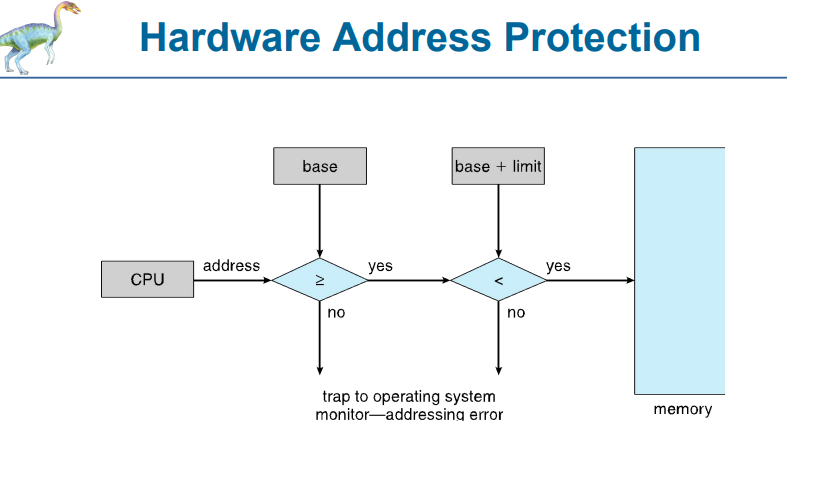 Hardware Address Protection
base
base + limit
CPU
address
≥
yes
<
yes
no
no
trap to operating system
monitor—addressing error
memory